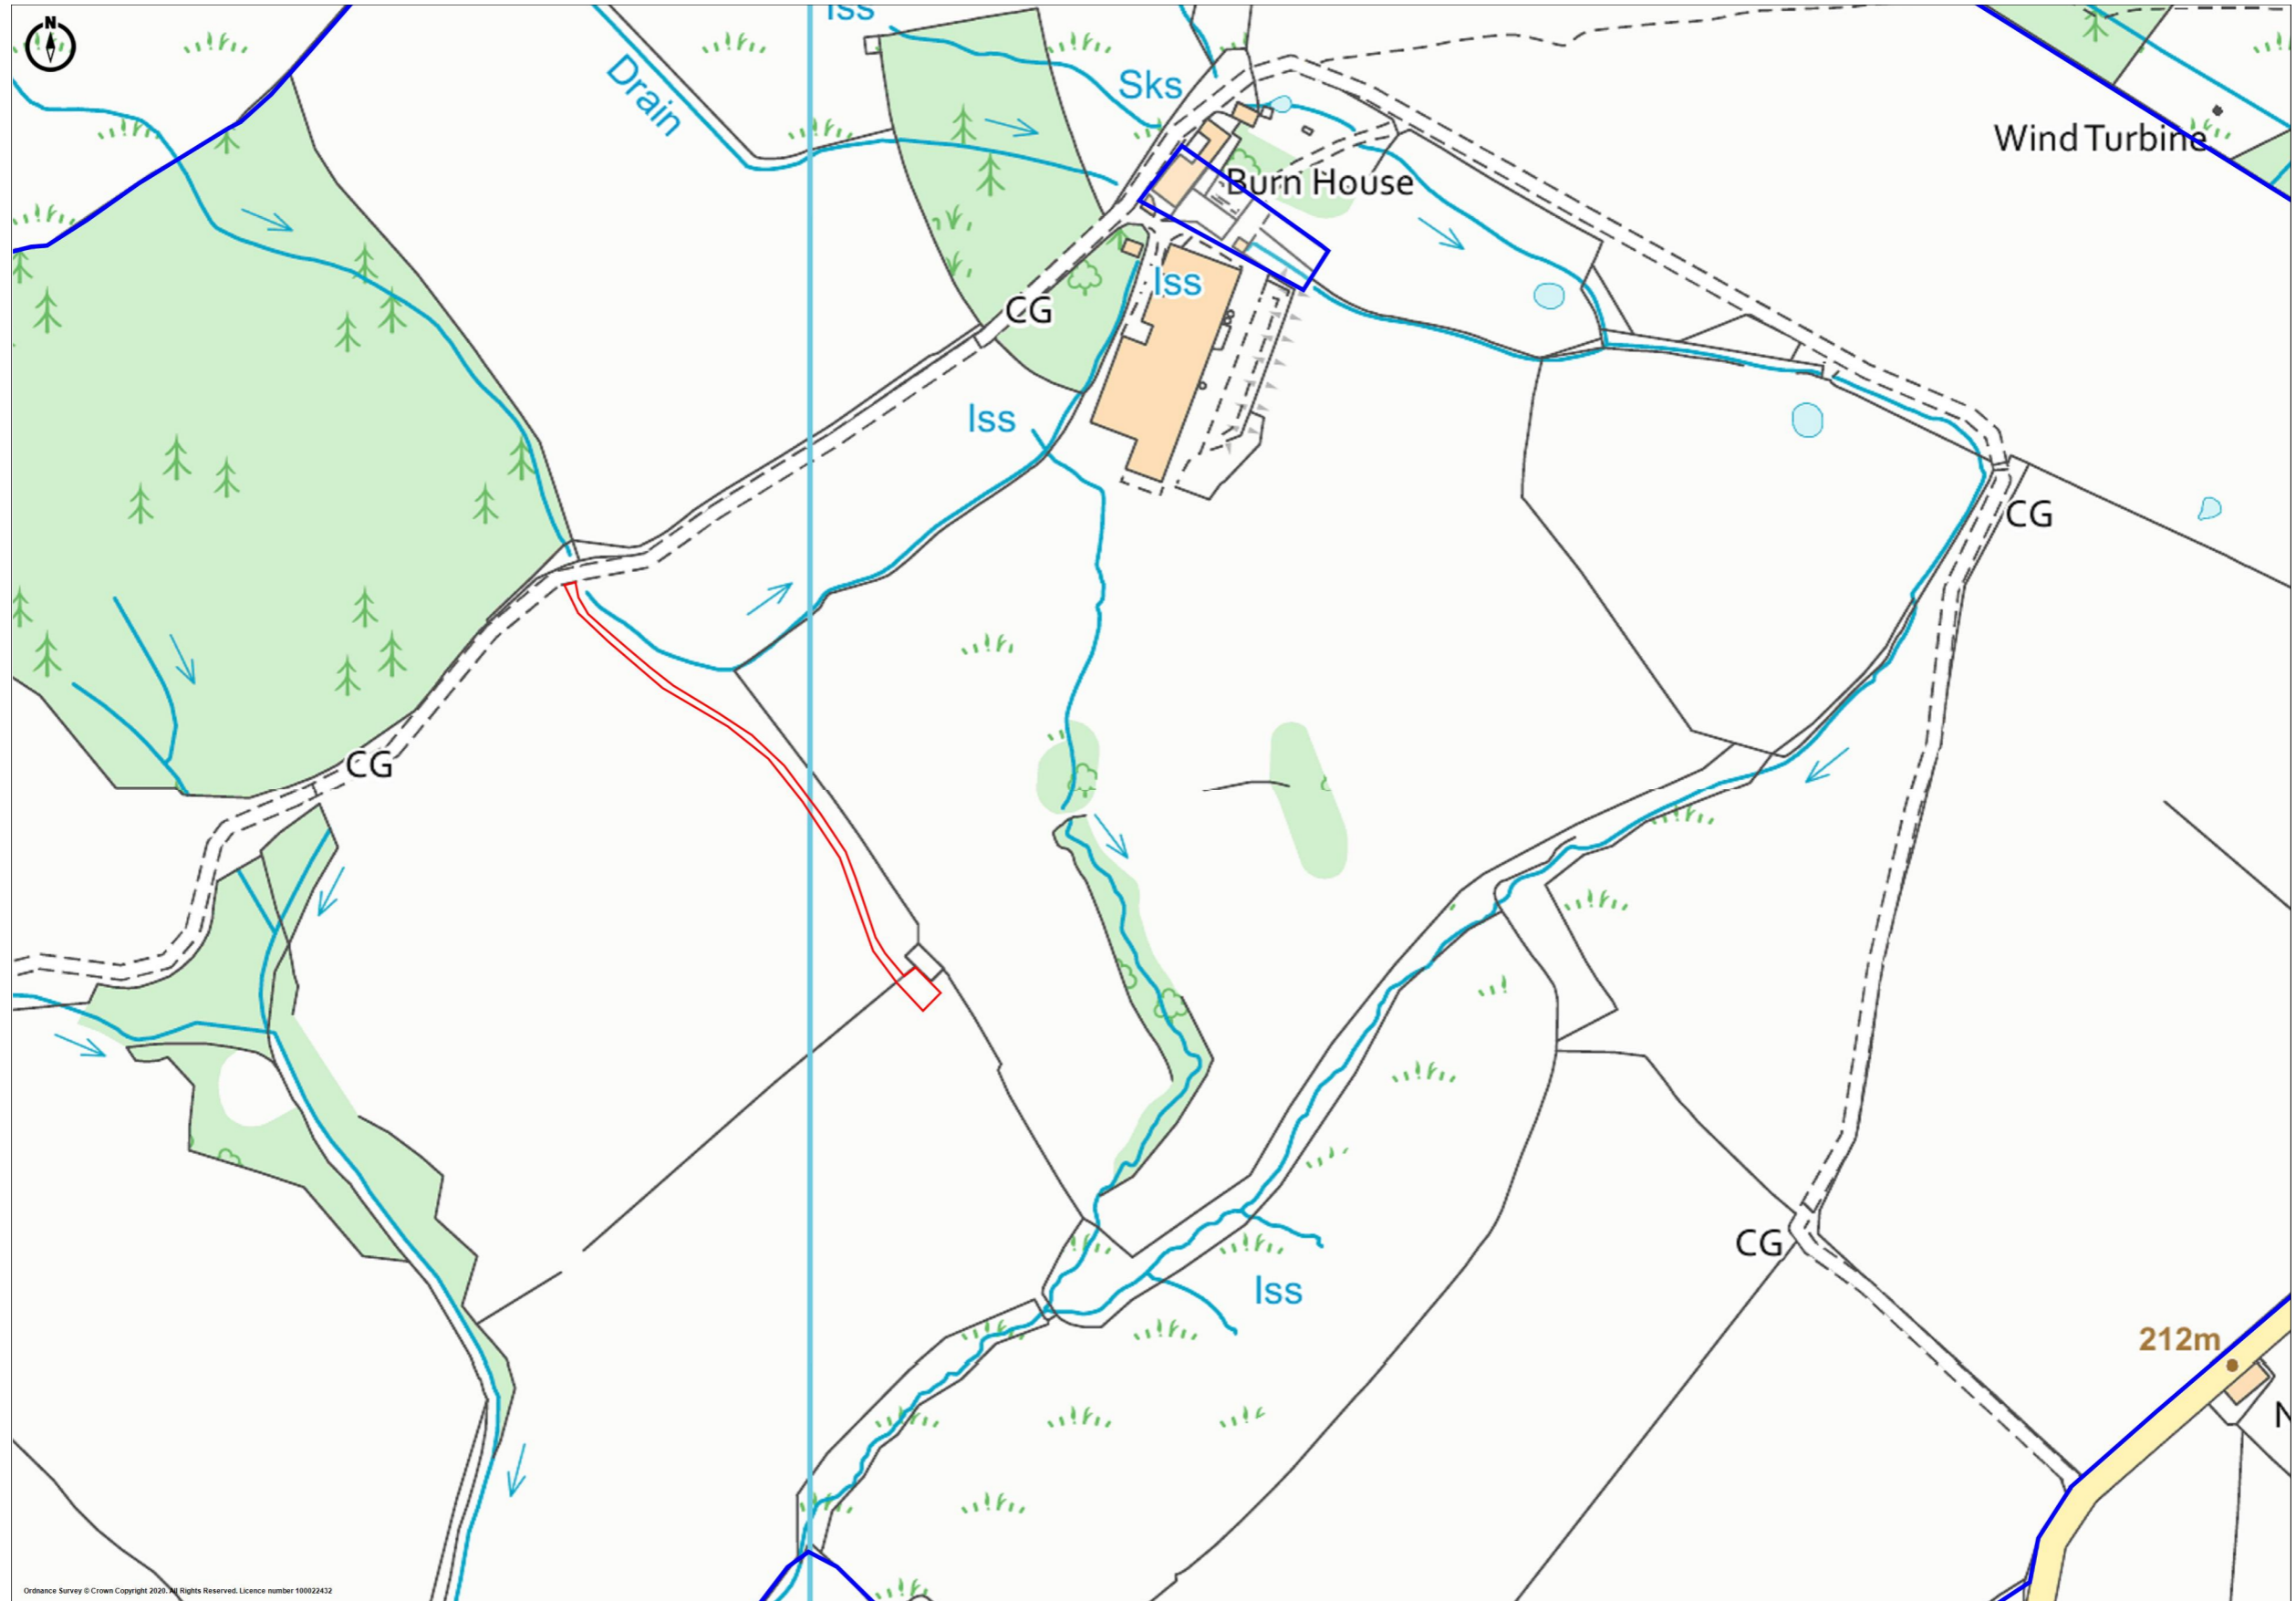 N
Iss
Drain
Sks
Wind Turbine
Burn House
Iss
CG
Iss
CG
CG
CG
Iss
212m
N
Ordnance Survey © Crown Copyright 2020. All Rights Reserved. Licence number 100022432